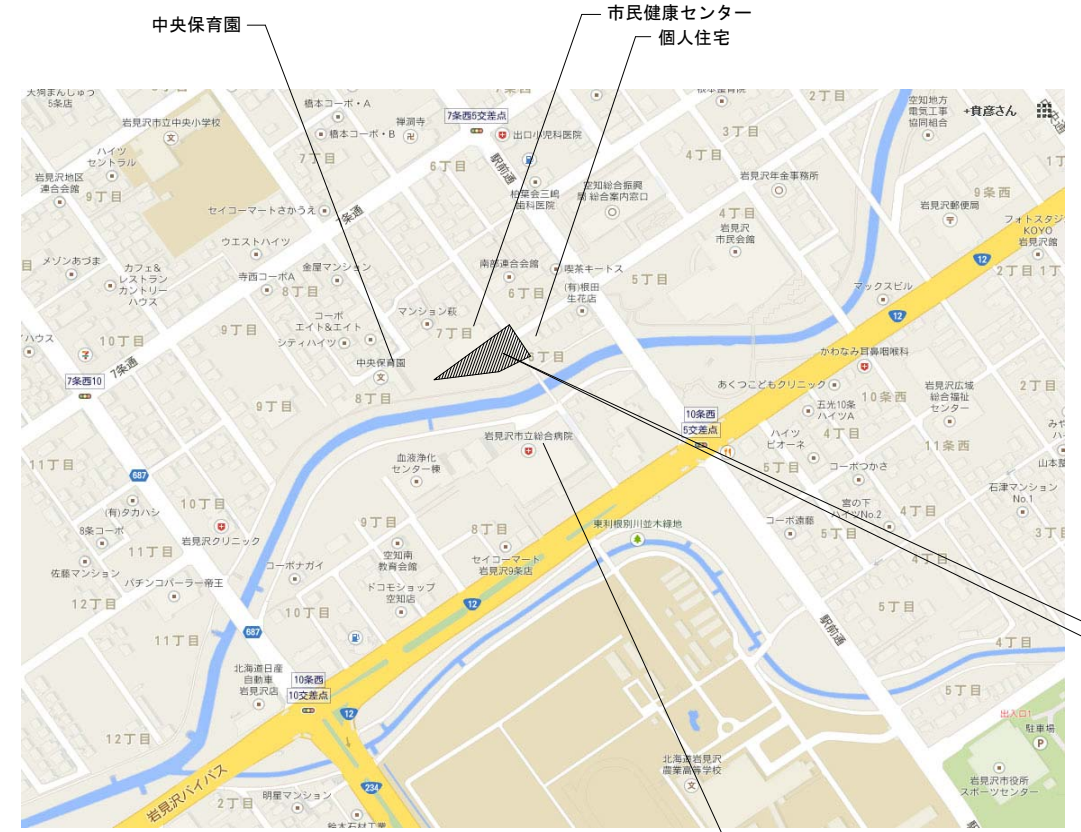 中央保育園
市民健康センター
個人住宅
天狗まんじゅう
5条店
橋本コーポ・A
7条西5交差点
2丁目
空知地方
電気工事
協同組合
+貴彦さん
岩見沢市立中央小学校
禅洞寺
橋本コーポ・B
出口小児科医院
3丁目
ハイツ
セントラル
7丁目
6丁目
駅前通
4丁目
岩見沢地区
連合会館
9丁目
柏葉会三嶋
歯科医院
空知総合振興
局 総合案内窓口
岩見沢年金事務所
9条西
岩見沢郵便局
セイコーマートさかうえ
7条通
4丁目
岩見沢
市民会館
フォトスタジ
KOYO
岩見沢館
ウエストハイツ
メゾンあづま
カフェ&
レストラン
カントリー
ハウス
寺西コーポA
金屋マンション
8丁目
南部連合会館
喫茶キートス
6丁目
(有)根田
生花店
5丁目
12
2丁目
マックスビル
12
コーポ
エイト&エイト
シティハイツ
マンション萩
7丁目
9丁目
10丁目
ハウス
7条通
7条西10
中央保育園
8丁目
6丁目
かわなみ耳鼻咽喉科
あくつこどもクリニック
10条西
岩見沢広域
総合福祉
センター
2丁目
9丁目
10条西
5交差点
五光10条
ハイツA
4丁目
11条西
岩見沢市立総合病院
血液浄化
センター棟
ハイツ
ピオーネ
5丁目
コーポつかさ
山本
11丁目
687
(有)タカハシ
10丁目
石津マンション
No.1
宮の下
ハイツNo.2
4丁目
8条コーポ
岩見沢クリニック
9丁目
8丁目
東利根別川並木緑地
コーポ遠藤
5丁目
3丁目
11丁目
空知南
教育会館
セイコーマート
岩見沢9条店
4丁目
佐藤マンション
パチンコパーラー帝王
コーポナガイ
ドコモショップ
空知店
12丁目
10丁目
12
5丁目
11丁目
687
駅前通
4丁目
北海道日産
自動車
岩見沢店
10条西
10交差点
12
5丁目
出入口1
駐車場
12丁目
北海道岩見沢
農業高等学校
岩見沢市役所
スポーツセンター
岩見沢バイパス
2丁目
明星マンション
234
鈴木石材工業